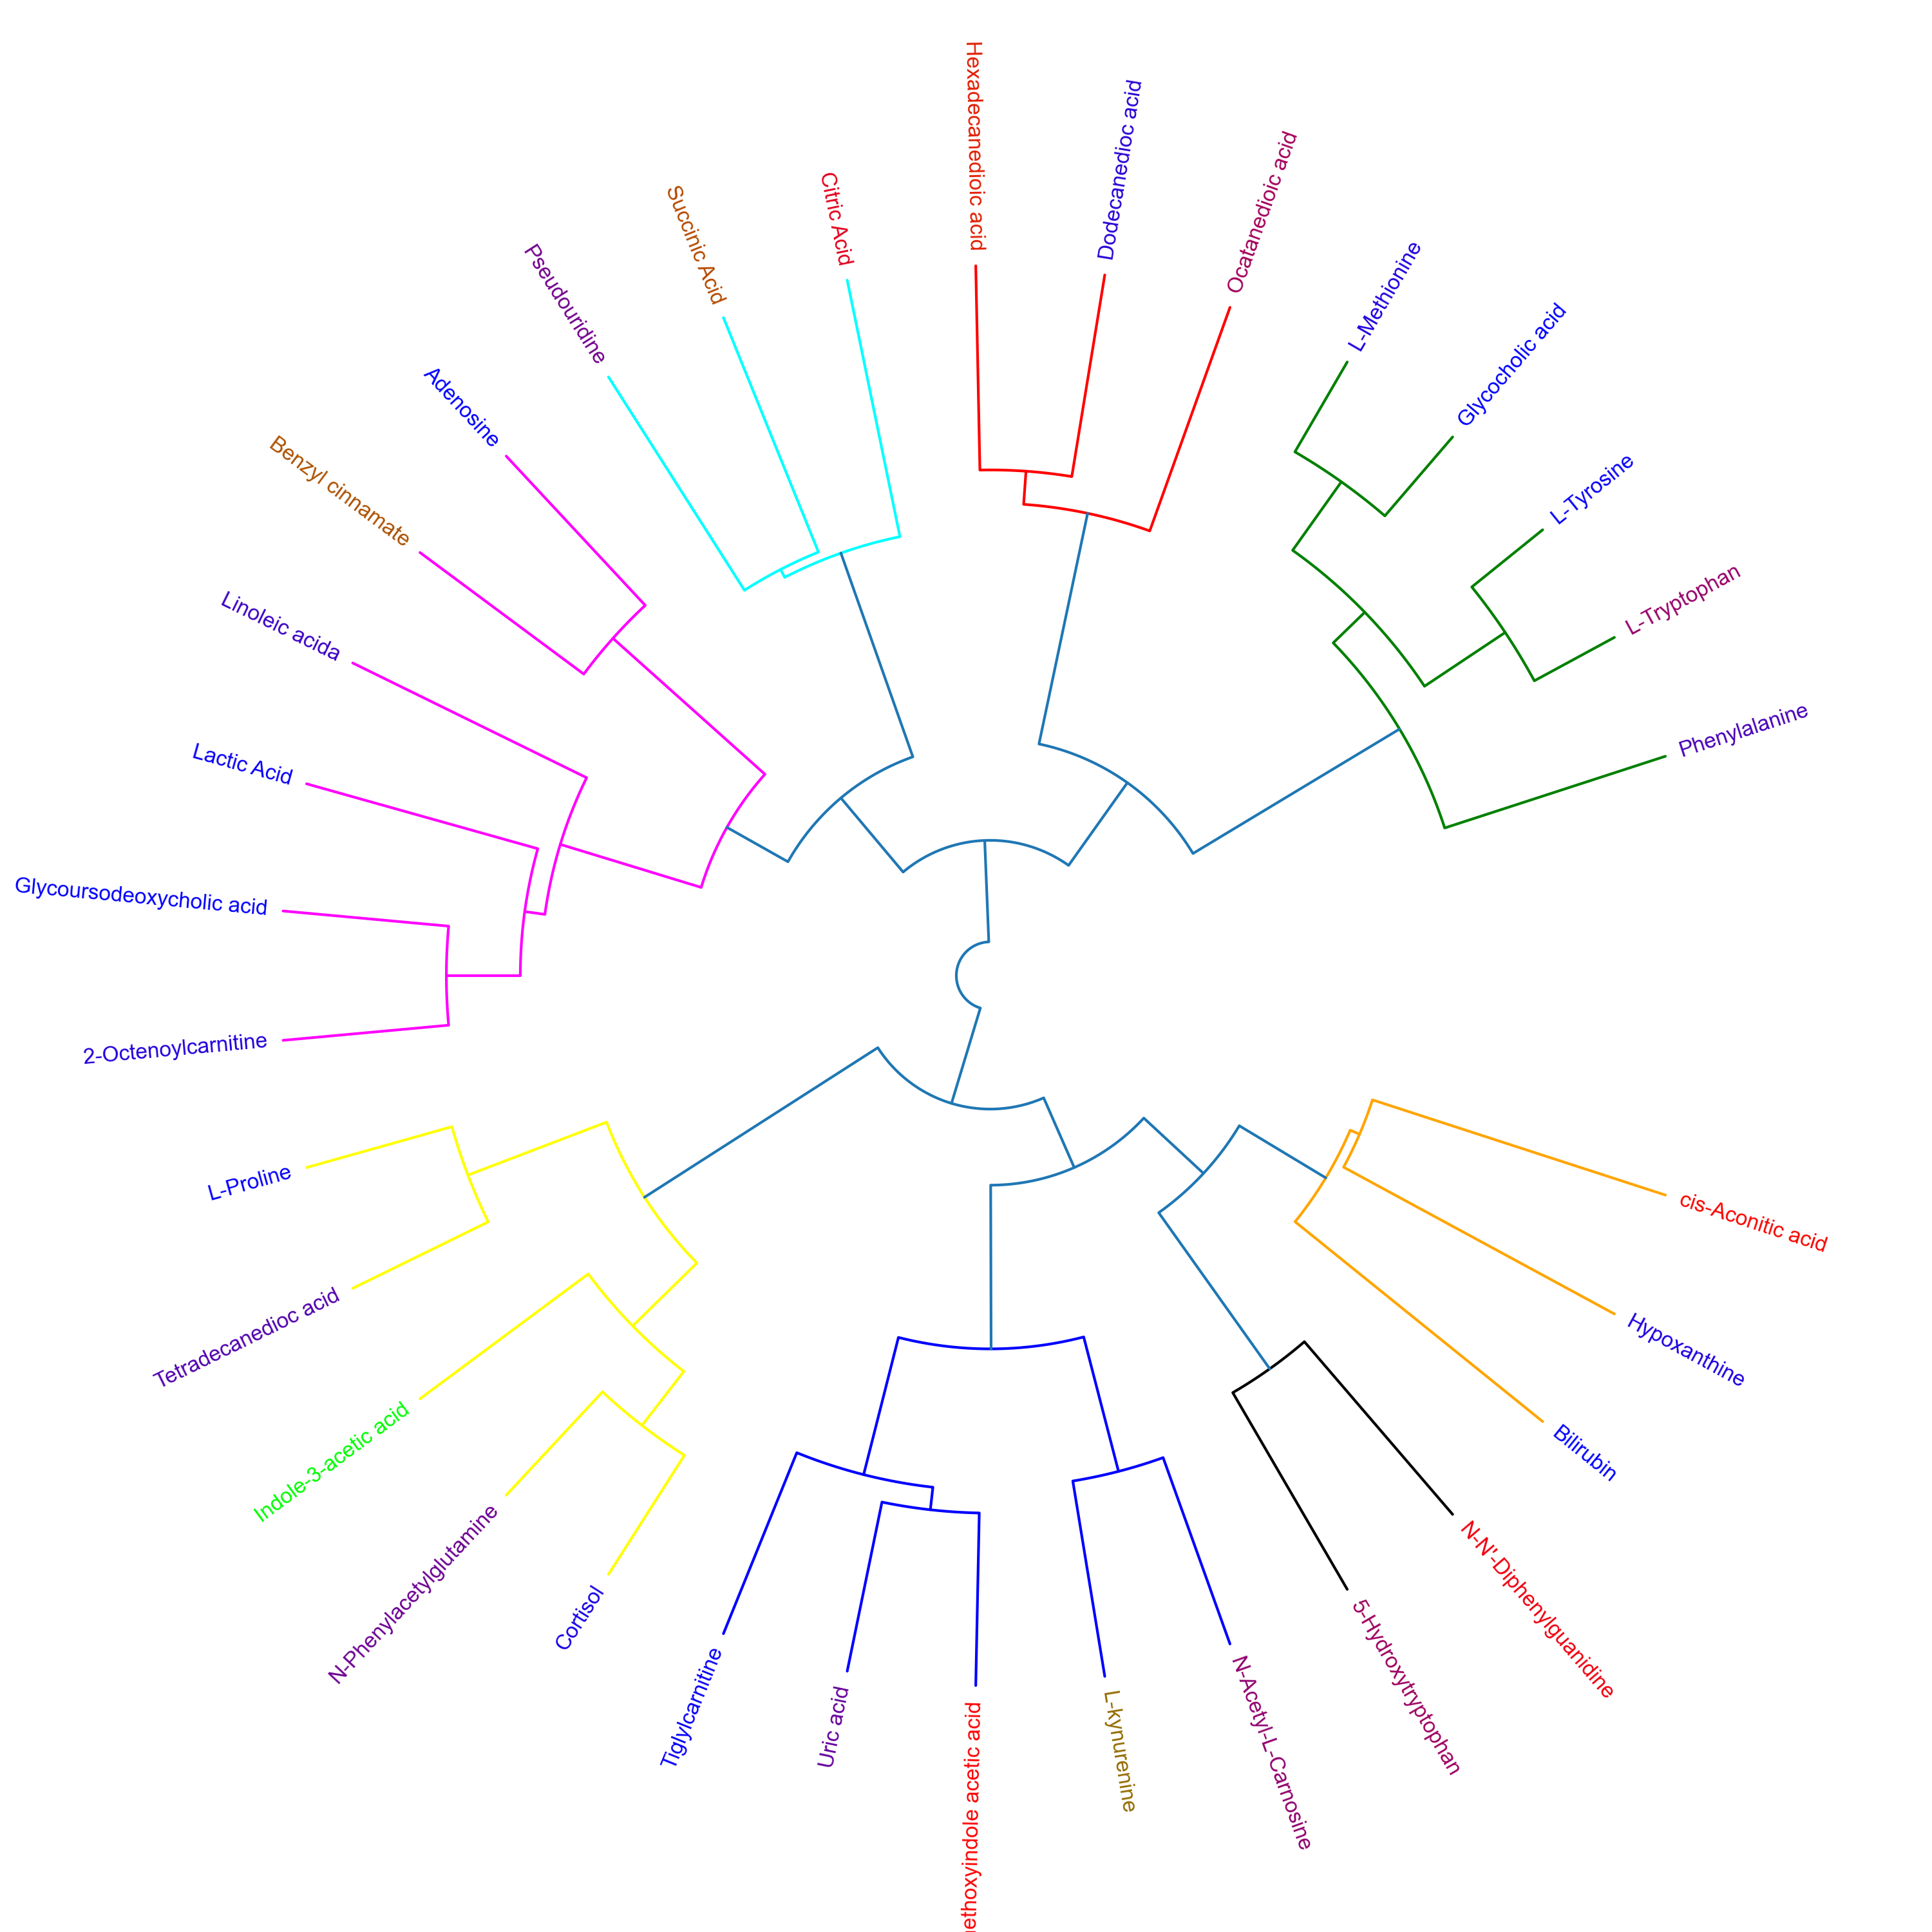 Hexadecanedioic acid
Dodecanedioc acid
Ocatanedioic acid
L-Methionine
Glycocholic acid
L-Tyrosine
L-Tryptophan
Phenylalanine
cis-Aconitic acid
Hypoxanthine
Bilirubin
N-N'-Diphenylguanidine
5-Hydroxytryptophan
N-Acetyl-L-Carnosine
L-kynurenine
acetic acid
Uric acid
Tiglylcarnitine
Cortisol
N-Phenylacetylglutamine
Indole-3-acetic acid
Tetradecanedioc acid
L-Proline
2-Octenoylcarnitine
Glycoursodeoxycholic acid
Lactic Acid
Linoleic acida
Benzyl cinnamate
Adenosine
Pseudouridine
Succinic Acid
Citric Acid